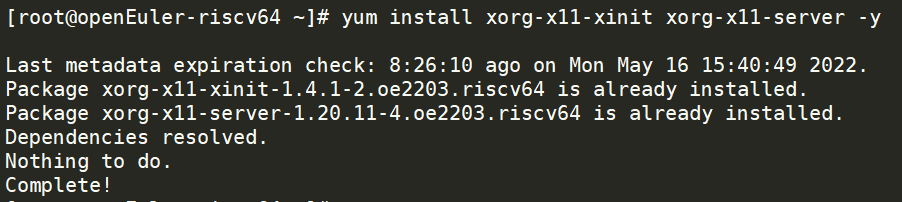 [root@openEuler-riscv64 ~]# yum install xorg-x11-xinit xorg-x11-server -y
Last metadata expiration check: 8:26:10 ago on Mon May 16 15:40:49 2022.
Package xorg-x11-xinit-1.4.1-2.oe2203.riscv64 is already installed.
Package xorg-x11-server-1.20.11-4.oe2203.riscv64 is already installed.
Dependencies resolved.
Nothing to do.
Complete!